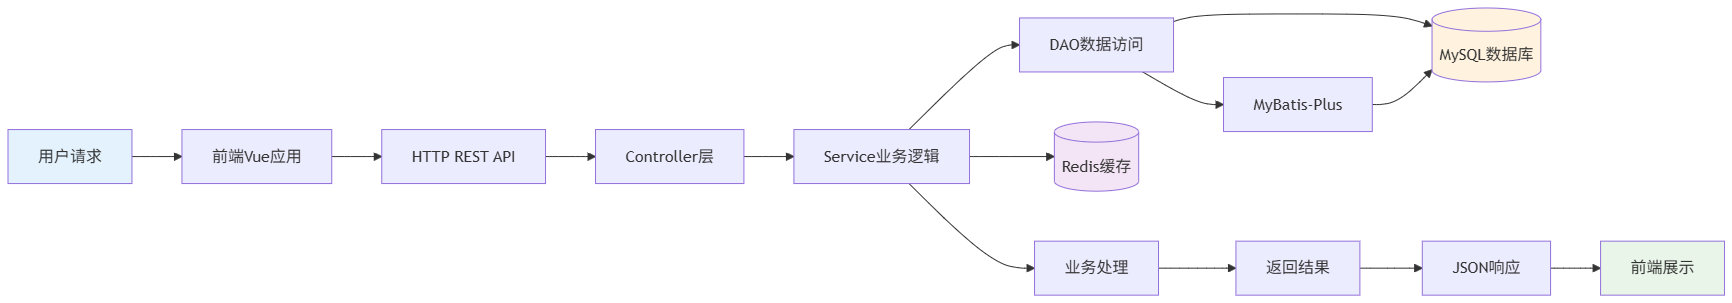 用户请求
前端Vue应用
HTTP REST API
Controller层
Service业务逻辑
DAO数据访问
MyBatis-Plus
MySQL数据库
Redis缓存
业务处理
返回结果
JSON响应
前端展示